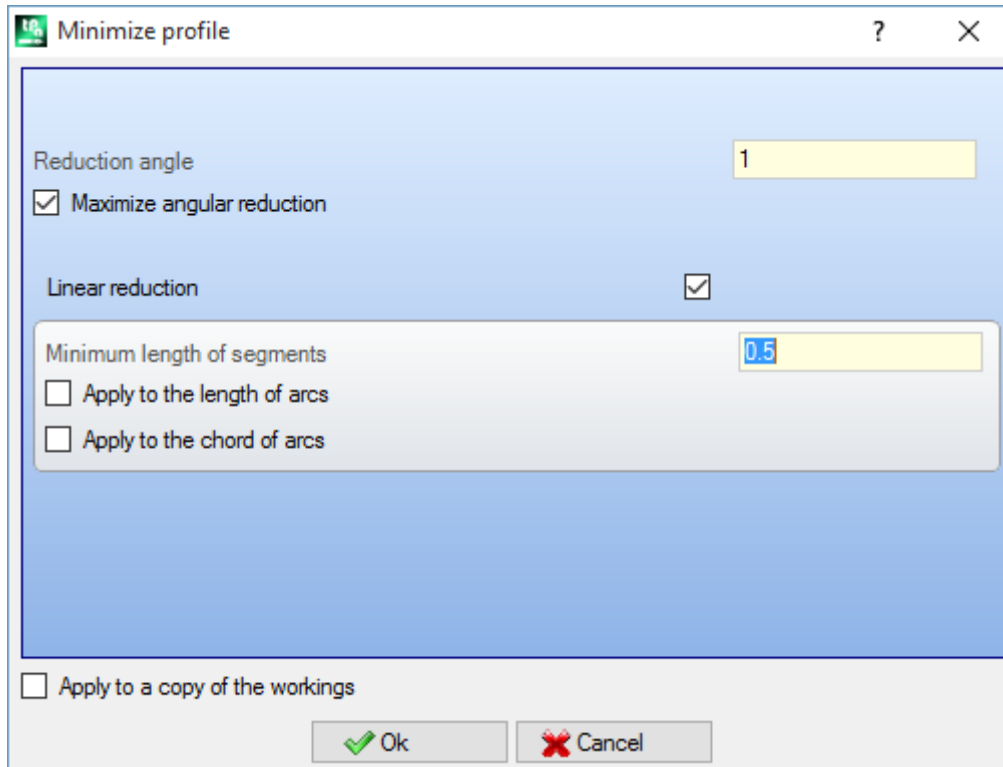 Minimize profile
?
Reduction angle
1
Maximize angular reduction
Linear reduction
Minimum length of segments
0.5
Apply to the length of arcs
Apply to the chord of arcs
Apply to a copy of the workings
Ok
Cancel